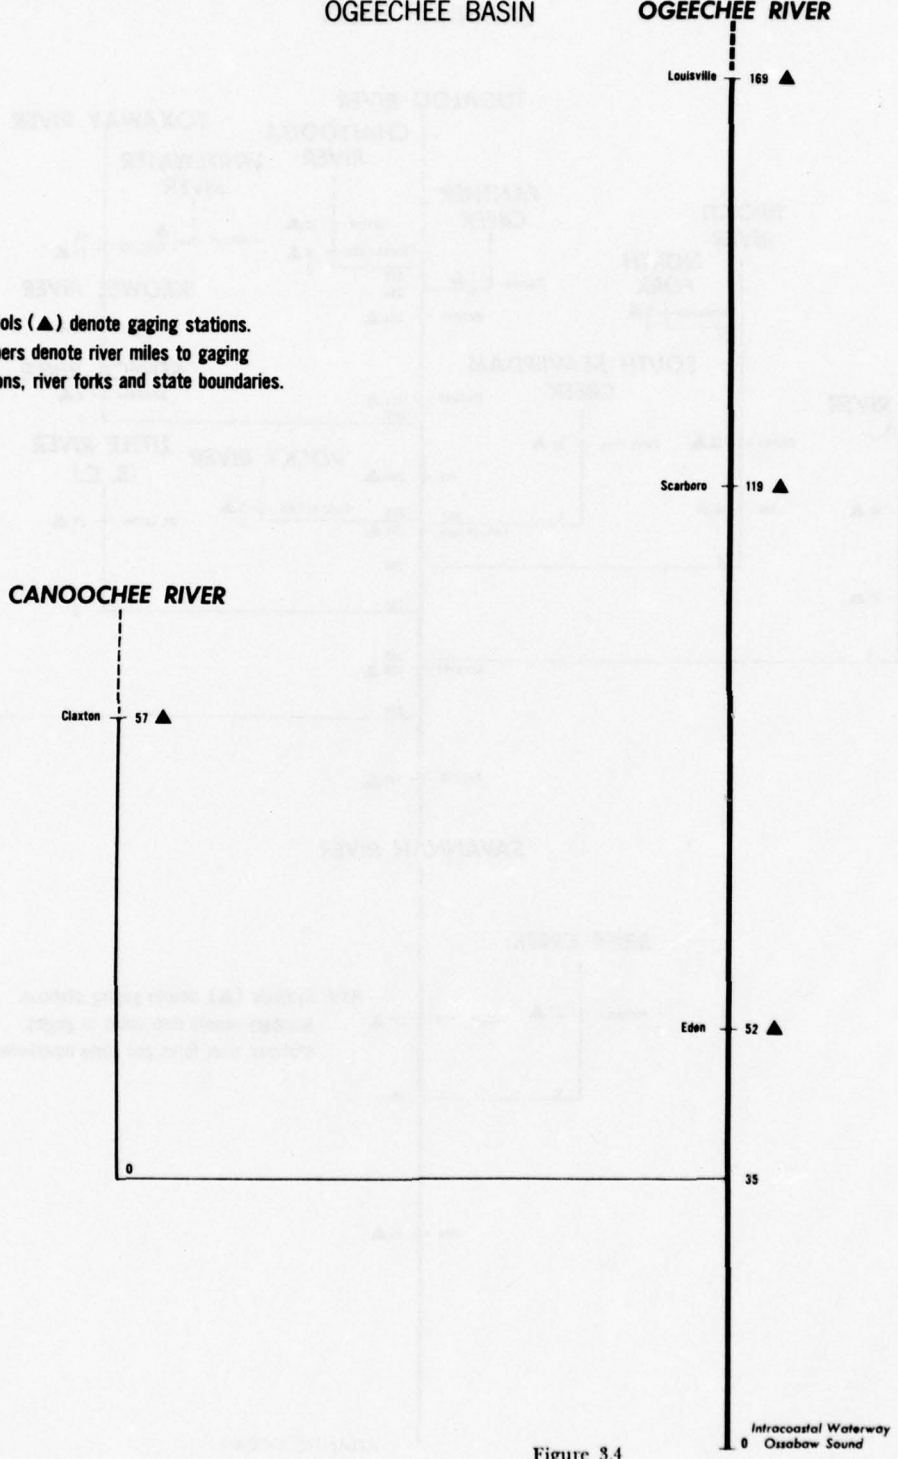 OGEECHEE BASIN
OGEECHEE RIVER
Louisville 169 ▲
ols (▲) denote gaging stations.
ers denote river miles to gaging
ons, river forks and state boundaries.
Scarboro 119 ▲
CANOOCHEE RIVER
Claxton 57 ▲
Eden 52 ▲
0
35
Intracoastal Waterway
0 Ossabaw Sound
Figure 3.4